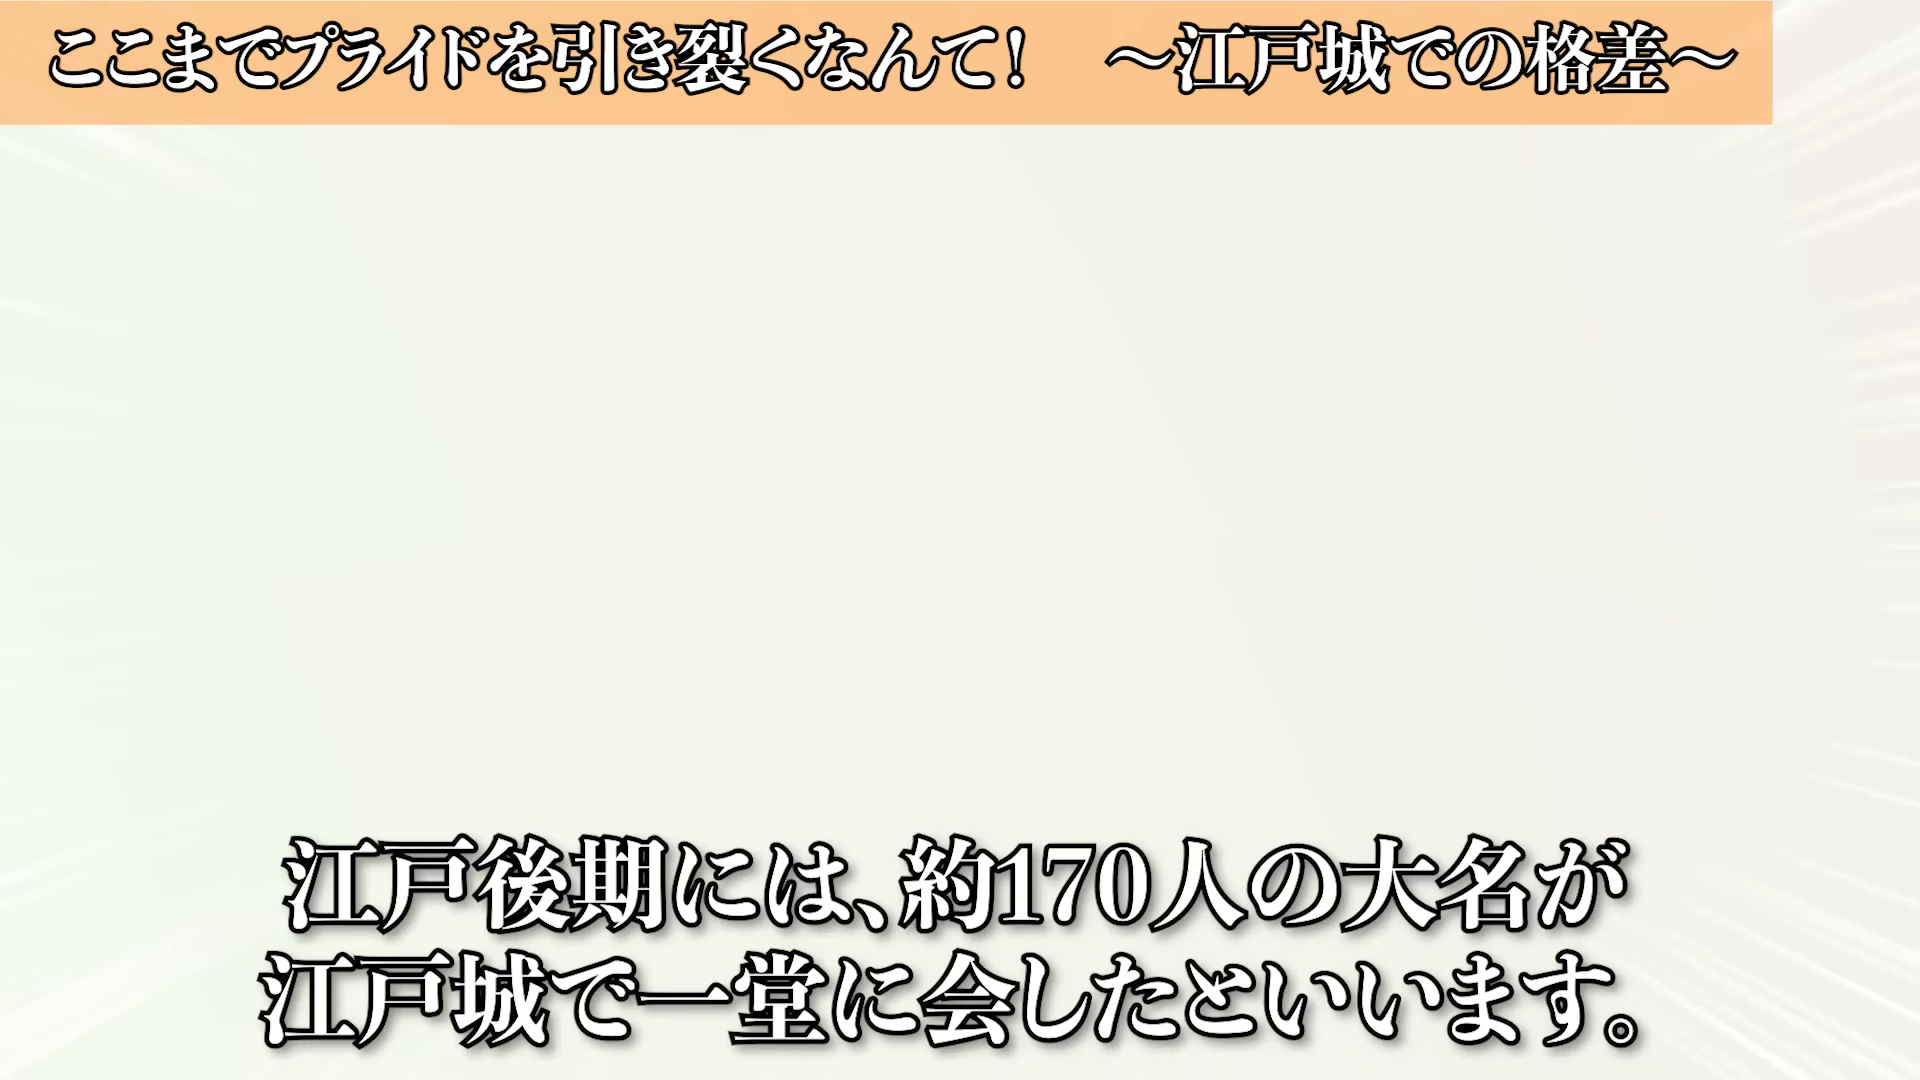 ここまでプライドを引き裂くなんて！　～江戸城での格差～
江戸後期には、約170人の大名が
江戸城で一堂に会したといいます。